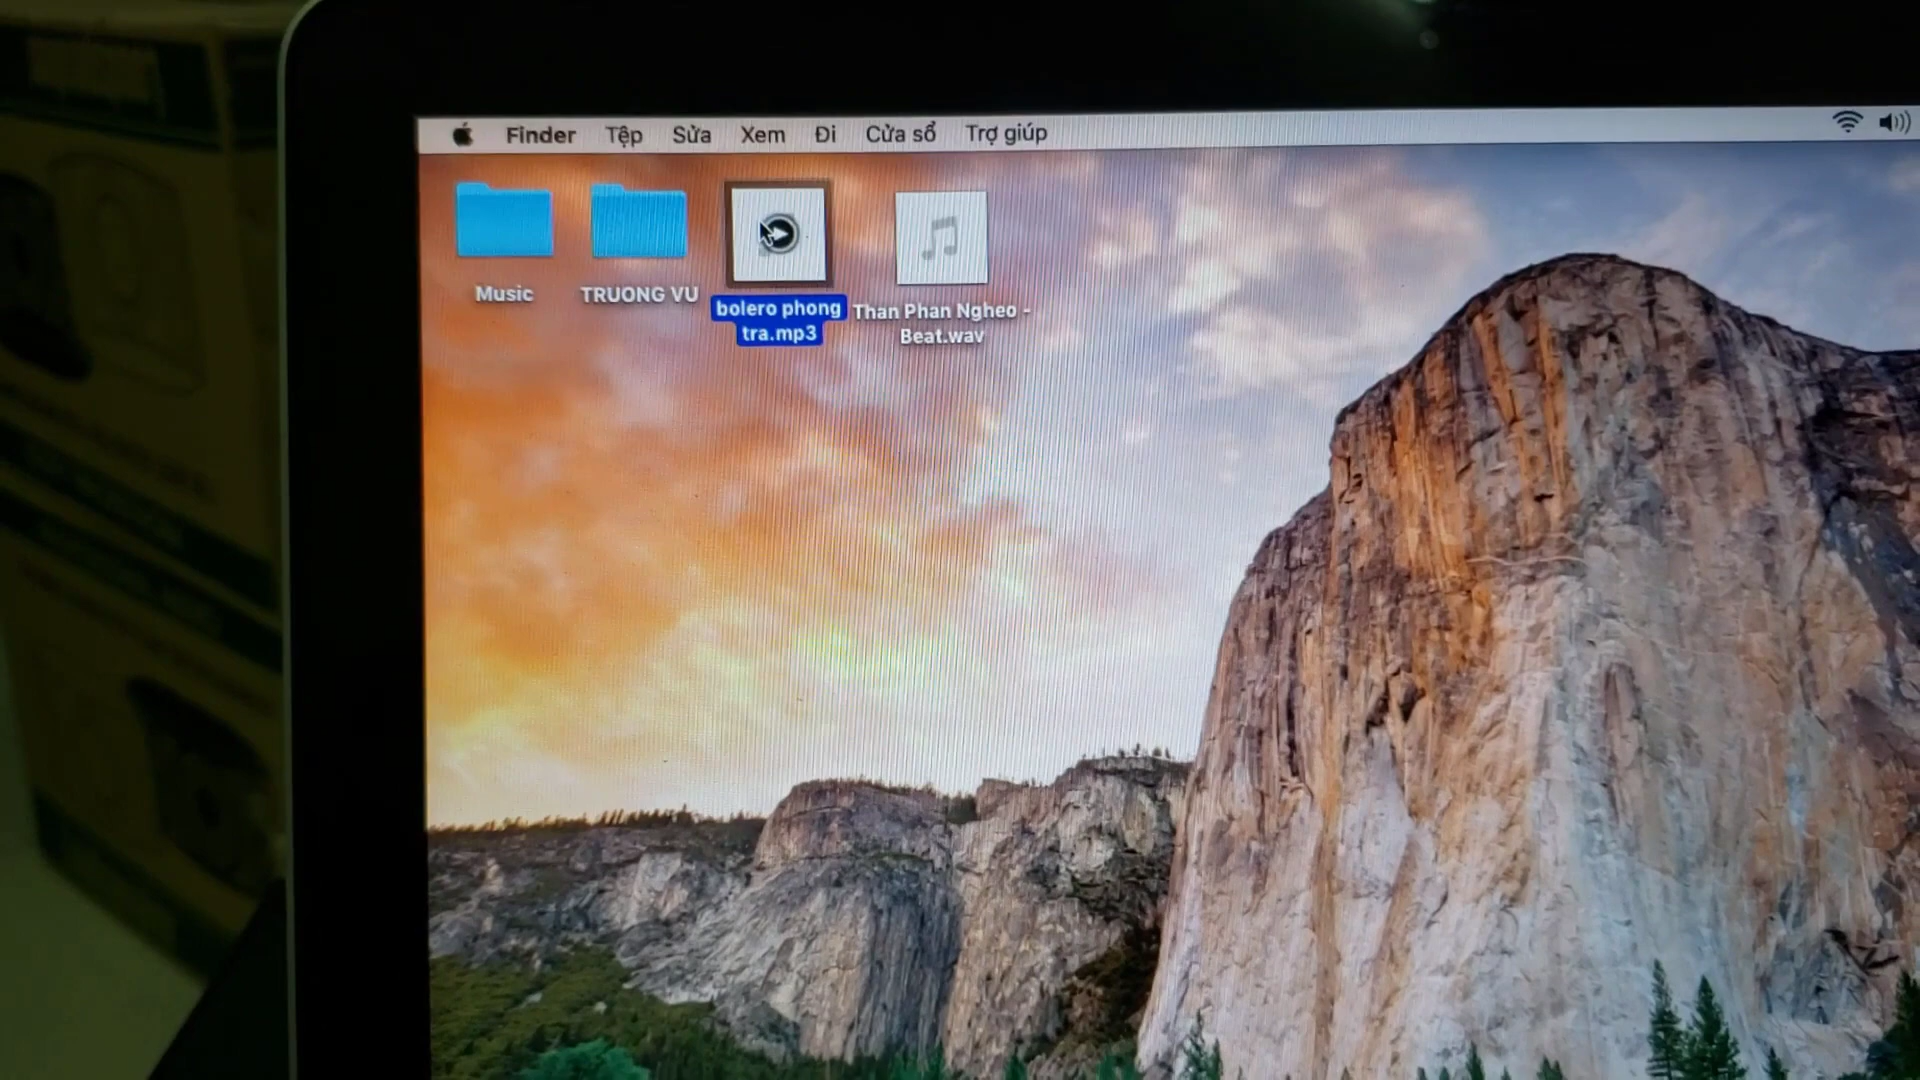 Finder Tệp Sửa Xem Đi Cửa sổ Trợ giúp
Music
TRUONG VU
bolero phong
tra.mp3
Than Phan Ngheo -
Beat.wav